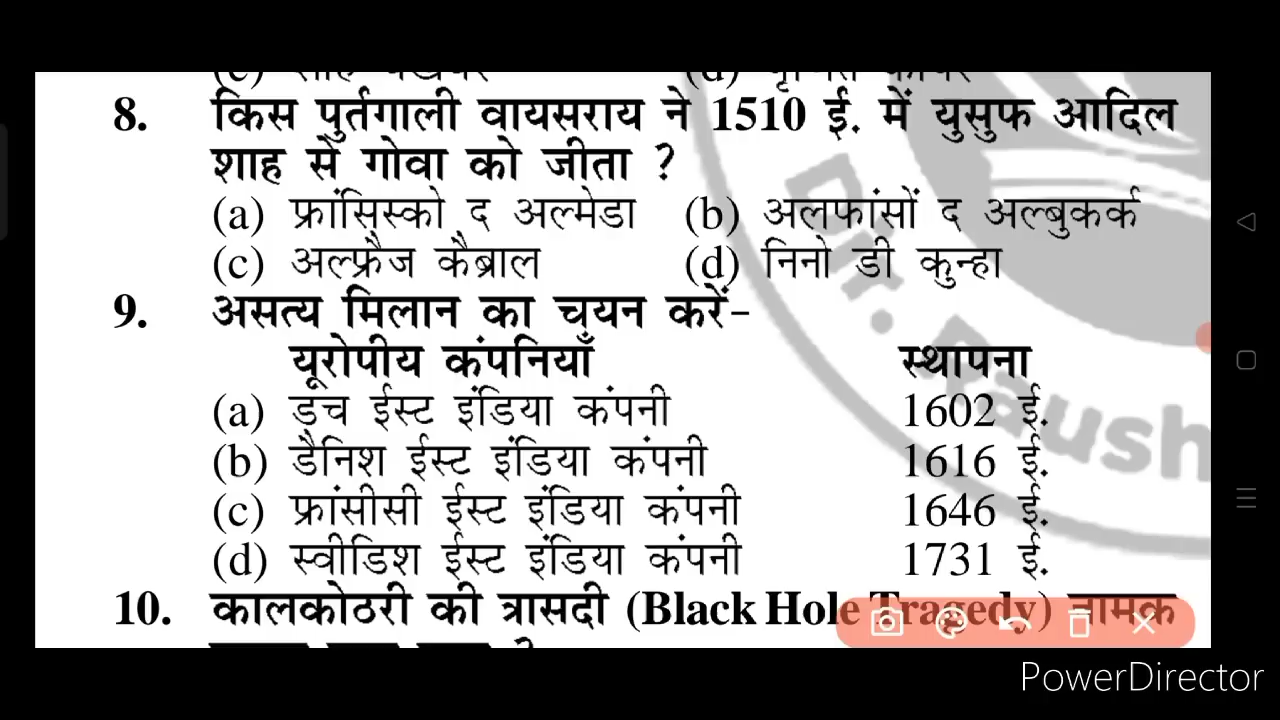 8. किस पुर्तगाली वायसराय ने 1510 ई. में युसुफ आदिल
शाह से गोवा को जीता ?
(a) फ्रांसिस्को द अल्मेडा (b) अलफांसों द अल्बुकर्क
(c) अल्फ्रैज कैब्राल (d) निनो डी कुन्हा
9. असत्य मिलान का चयन करें-
यूरोपीय कंपनियाँ स्थापना
(a) डच ईस्ट इंडिया कंपनी 1602 ई.
(b) डैनिश ईस्ट इंडिया कंपनी 1616 ई.
(c) फ्रांसीसी ईस्ट इंडिया कंपनी 1646 ई.
(d) स्वीडिश ईस्ट इंडिया कंपनी 1731 ई.
10. कालकोठरी की त्रासदी (Black Hole Tragedy) नामक
Dr. Raush
PowerDirector